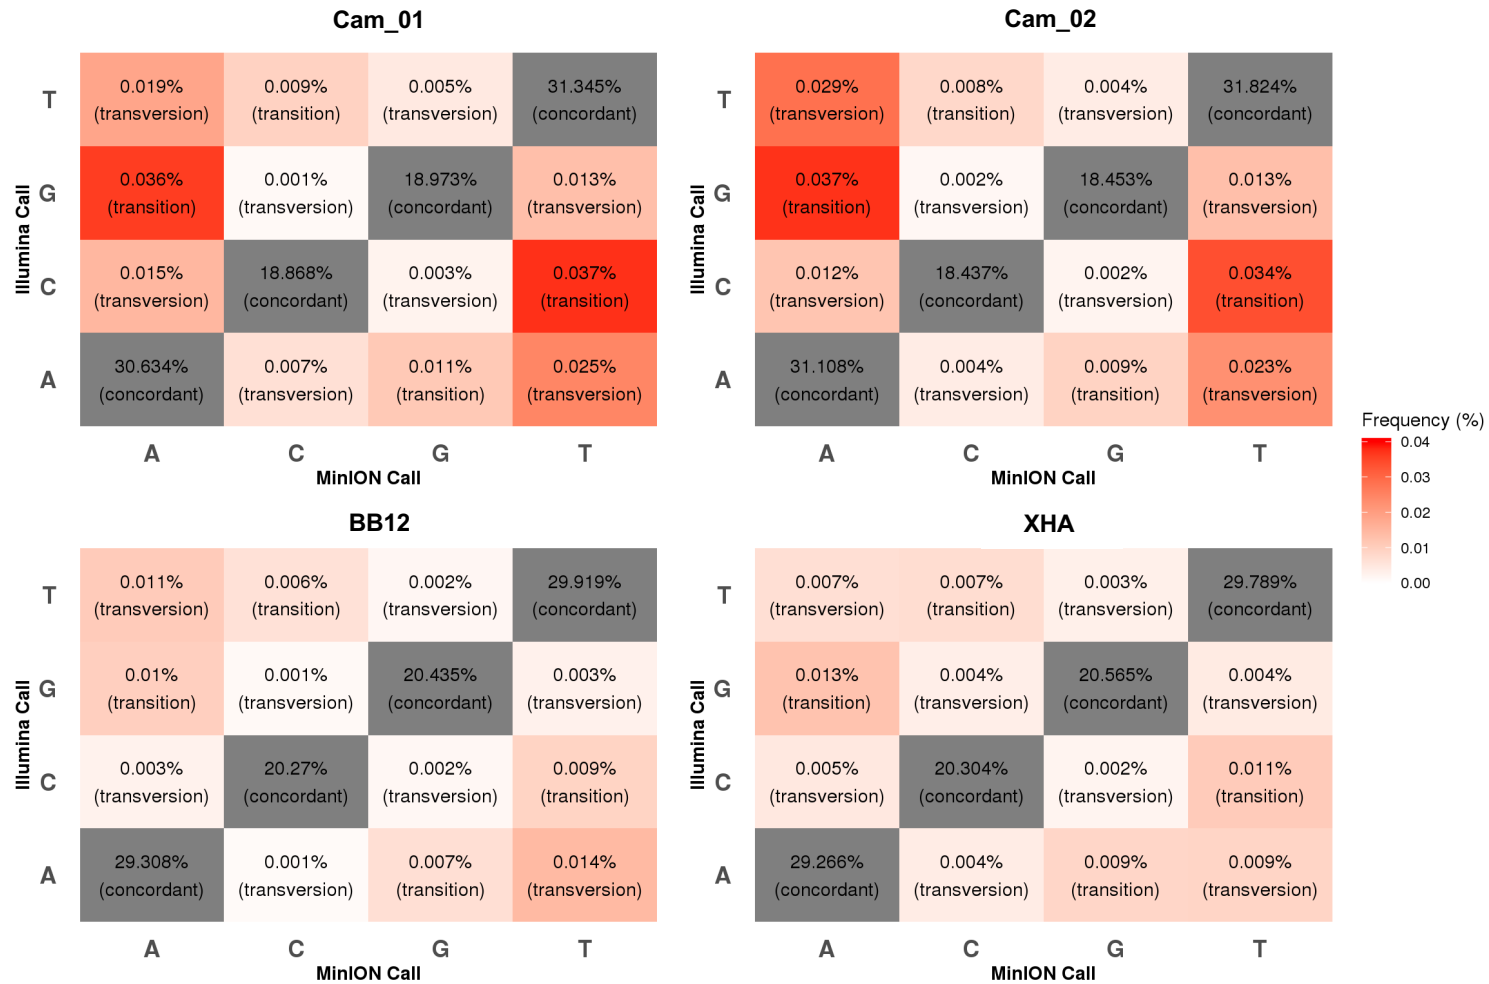 Cam_01
T
0.019%
(transversion)
0.009%
(transition)
0.005%
(transversion)
31.345%
(concordant)
G
0.036%
(transition)
0.001%
(transversion)
18.973%
(concordant)
0.013%
(transversion)
C
0.015%
(transversion)
18.868%
(concordant)
0.003%
(transversion)
0.037%
(transition)
A
30.634%
(concordant)
0.007%
(transversion)
0.011%
(transition)
0.025%
(transversion)
Illumina Call
A
C
G
T
MinION Call
Cam_02
T
0.029%
(transversion)
0.008%
(transition)
0.004%
(transversion)
31.824%
(concordant)
G
0.037%
(transition)
0.002%
(transversion)
18.453%
(concordant)
0.013%
(transversion)
C
0.012%
(transversion)
18.437%
(concordant)
0.002%
(transversion)
0.034%
(transition)
A
31.108%
(concordant)
0.004%
(transversion)
0.009%
(transition)
0.023%
(transversion)
Illumina Call
A
C
G
T
MinION Call
Frequency (%)
0.04
0.03
0.02
0.01
0.00
BB12
T
0.011%
(transversion)
0.006%
(transition)
0.002%
(transversion)
29.919%
(concordant)
G
0.01%
(transition)
0.001%
(transversion)
20.435%
(concordant)
0.003%
(transversion)
C
0.003%
(transversion)
20.27%
(concordant)
0.002%
(transversion)
0.009%
(transition)
A
29.308%
(concordant)
0.001%
(transversion)
0.007%
(transition)
0.014%
(transversion)
Illumina Call
A
C
G
T
MinION Call
XHA
T
0.007%
(transversion)
0.007%
(transition)
0.003%
(transversion)
29.789%
(concordant)
G
0.013%
(transition)
0.004%
(transversion)
20.565%
(concordant)
0.004%
(transversion)
C
0.005%
(transversion)
20.304%
(concordant)
0.002%
(transversion)
0.011%
(transition)
A
29.266%
(concordant)
0.004%
(transversion)
0.009%
(transition)
0.009%
(transversion)
Illumina Call
A
C
G
T
MinION Call